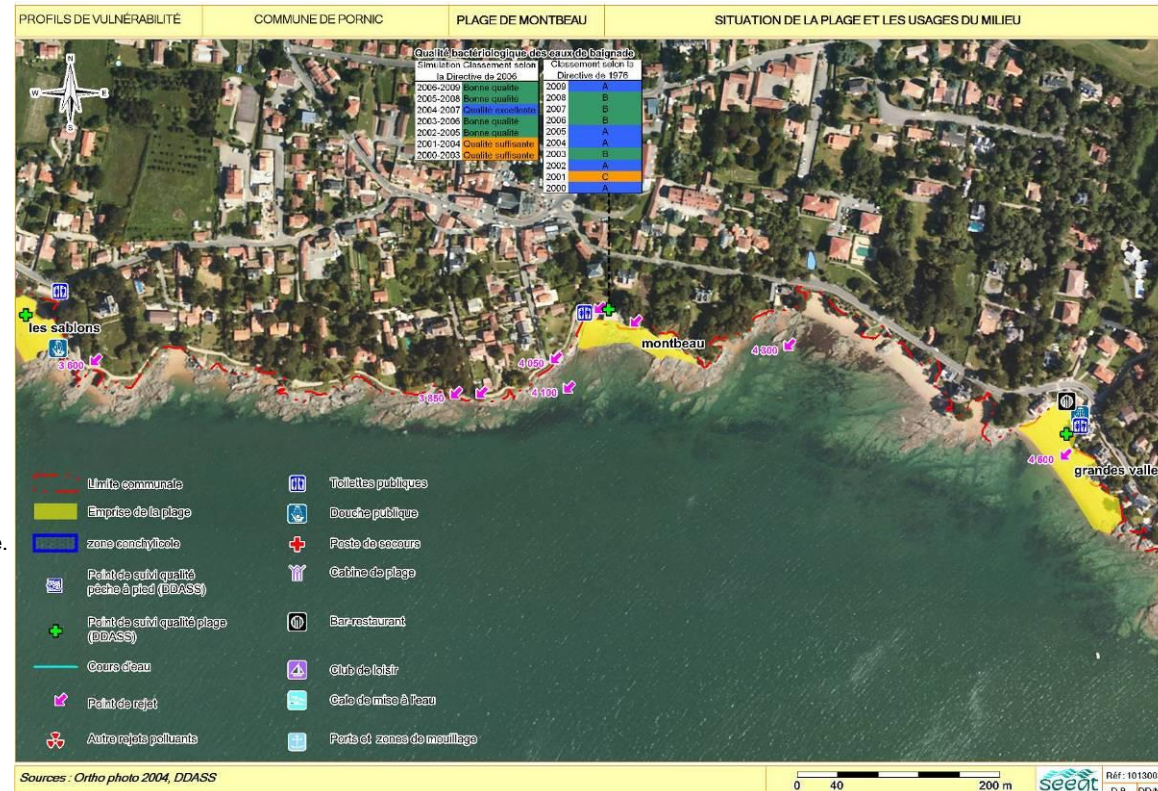 PROFILS DE VULNÉRABILITÉ
COMMUNE DE PORNIC
PLAGE DE MONTBEAU
SITUATION DE LA PLAGE ET LES USAGES DU MILIEU
Qualité bactériologique des eaux de baignade
Simulation Classement selon
la Directive de 2006
2006-2009 Bonne qualité
2005-2008 Bonne qualité
2004-2007 Qualité excellente
2003-2006 Bonne qualité
2002-2005 Bonne qualité
2001-2004 Qualité suffisante
2000-2003 Qualité suffisante
Classement selon la
Directive de 1976
2009 A
2008 B
2007 B
2006 B
2005 A
2004 A
2003 B
2002 A
2001 C
2000 A
N
W E
S
les sablons
3 600
montbeau
4 050
4 300
3 850
4 100
4 600
grandes valle
e.
Limite communale
Emprise de la plage
zone conchylicole
Point de suivi qualité
pêche à pied (DDASS)
Point de suivi qualité plage
(DDASS)
Cours d'eau
Point de rejet
Autre rejets polluants
Toilettes publiques
Douche publique
Poste de secours
Cabine de plage
Bar-restaurant
Club de loisir
Cale de mise à l'eau
Ports et zones de mouillage
Sources : Ortho photo 2004, DDASS
0 40 200 m
seeat
Réf : 101300